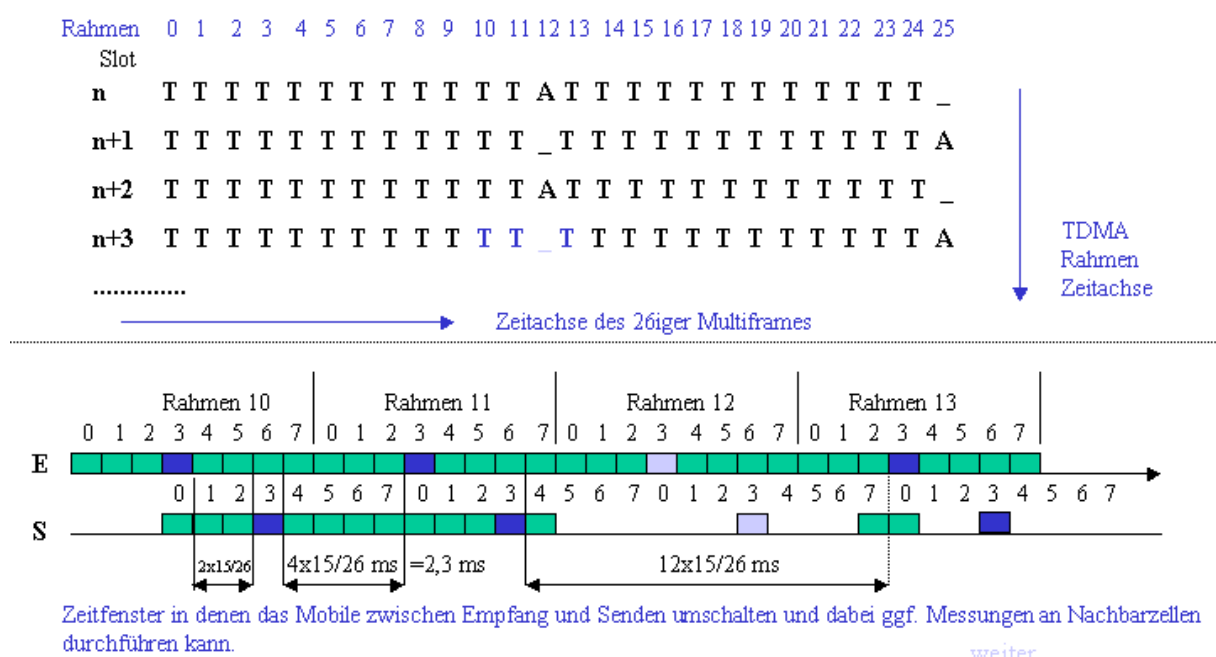 Rahmen 0 1 2 3 4 5 6 7 8 9 10 11 12 13 14 15 16 17 18 19 20 21 22 23 24 25
Slot
n T T T T T T T T T T T T A T T T T T T T T T T T T _
n+1 T T T T T T T T T T T T _ T T T T T T T T T T T T A
n+2 T T T T T T T T T T T T A T T T T T T T T T T T T _
n+3 T T T T T T T T T T T T _ T T T T T T T T T T T T A
..............
TDMA
Rahmen
Zeitachse
Zeitachse des 26iger Multiframes
Rahmen 10 Rahmen 11 Rahmen 12 Rahmen 13
0 1 2 3 4 5 6 7 0 1 2 3 4 5 6 7 0 1 2 3 4 5 6 7 0 1 2 3 4 5 6 7
E
0 1 2 3 4 5 6 7 0 1 2 3 4 5 6 7 0 1 2 3 4 5 6 7 0 1 2 3 4 5 6 7
S
2x15/26 4x15/26 ms =2,3 ms 12x15/26 ms
Zeitfenster in denen das Mobile zwischen Empfang und Senden umschalten und dabei ggf. Messungen an Nachbarzellen
durchführen kann.
weiter